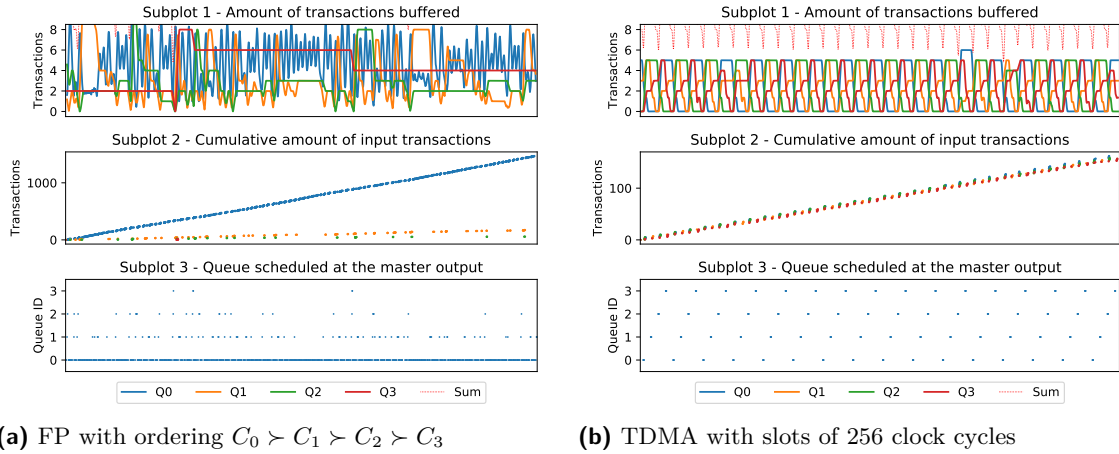 Subplot 1 - Amount of transactions buffered
Transactions
8
6
4
2
0
Subplot 2 - Cumulative amount of input transactions
Transactions
1000
0
Subplot 3 - Queue scheduled at the master output
Queue ID
3
2
1
0
Q0 Q1 Q2 Q3 Sum
(a) FP with ordering C₀ ≻ C₁ ≻ C₂ ≻ C₃
Subplot 1 - Amount of transactions buffered
Transactions
8
6
4
2
0
Subplot 2 - Cumulative amount of input transactions
Transactions
100
0
Subplot 3 - Queue scheduled at the master output
Queue ID
3
2
1
0
Q0 Q1 Q2 Q3 Sum
(b) TDMA with slots of 256 clock cycles